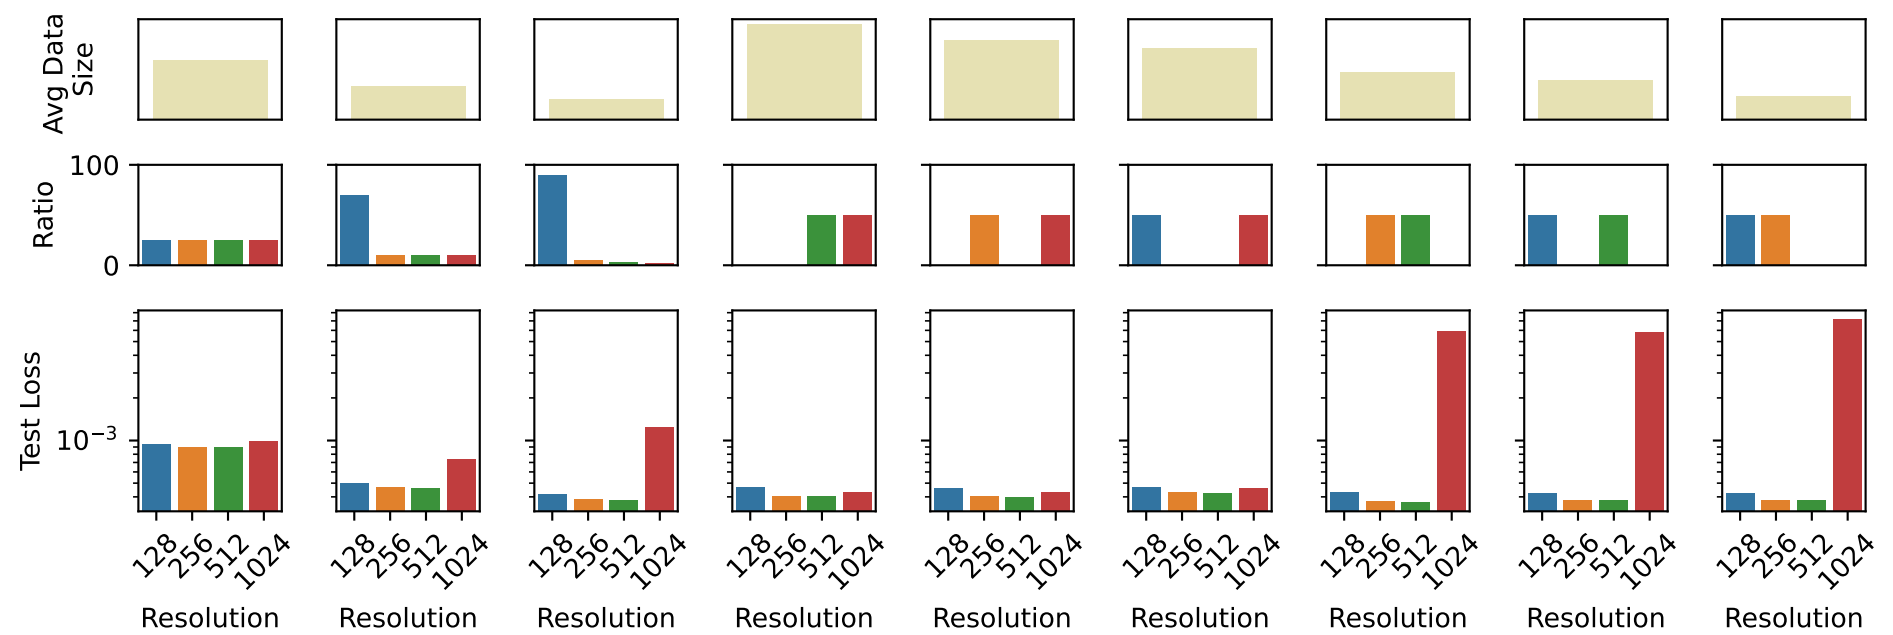 Avg Data
Size
Ratio
100
0
Test Loss
10⁻³
128 256 512 1024 128 256 512 1024 128 256 512 1024 128 256 512 1024 128 256 512 1024 128 256 512 1024 128 256 512 1024 128 256 512 1024 128 256 512 1024
Resolution Resolution Resolution Resolution Resolution Resolution Resolution Resolution Resolution